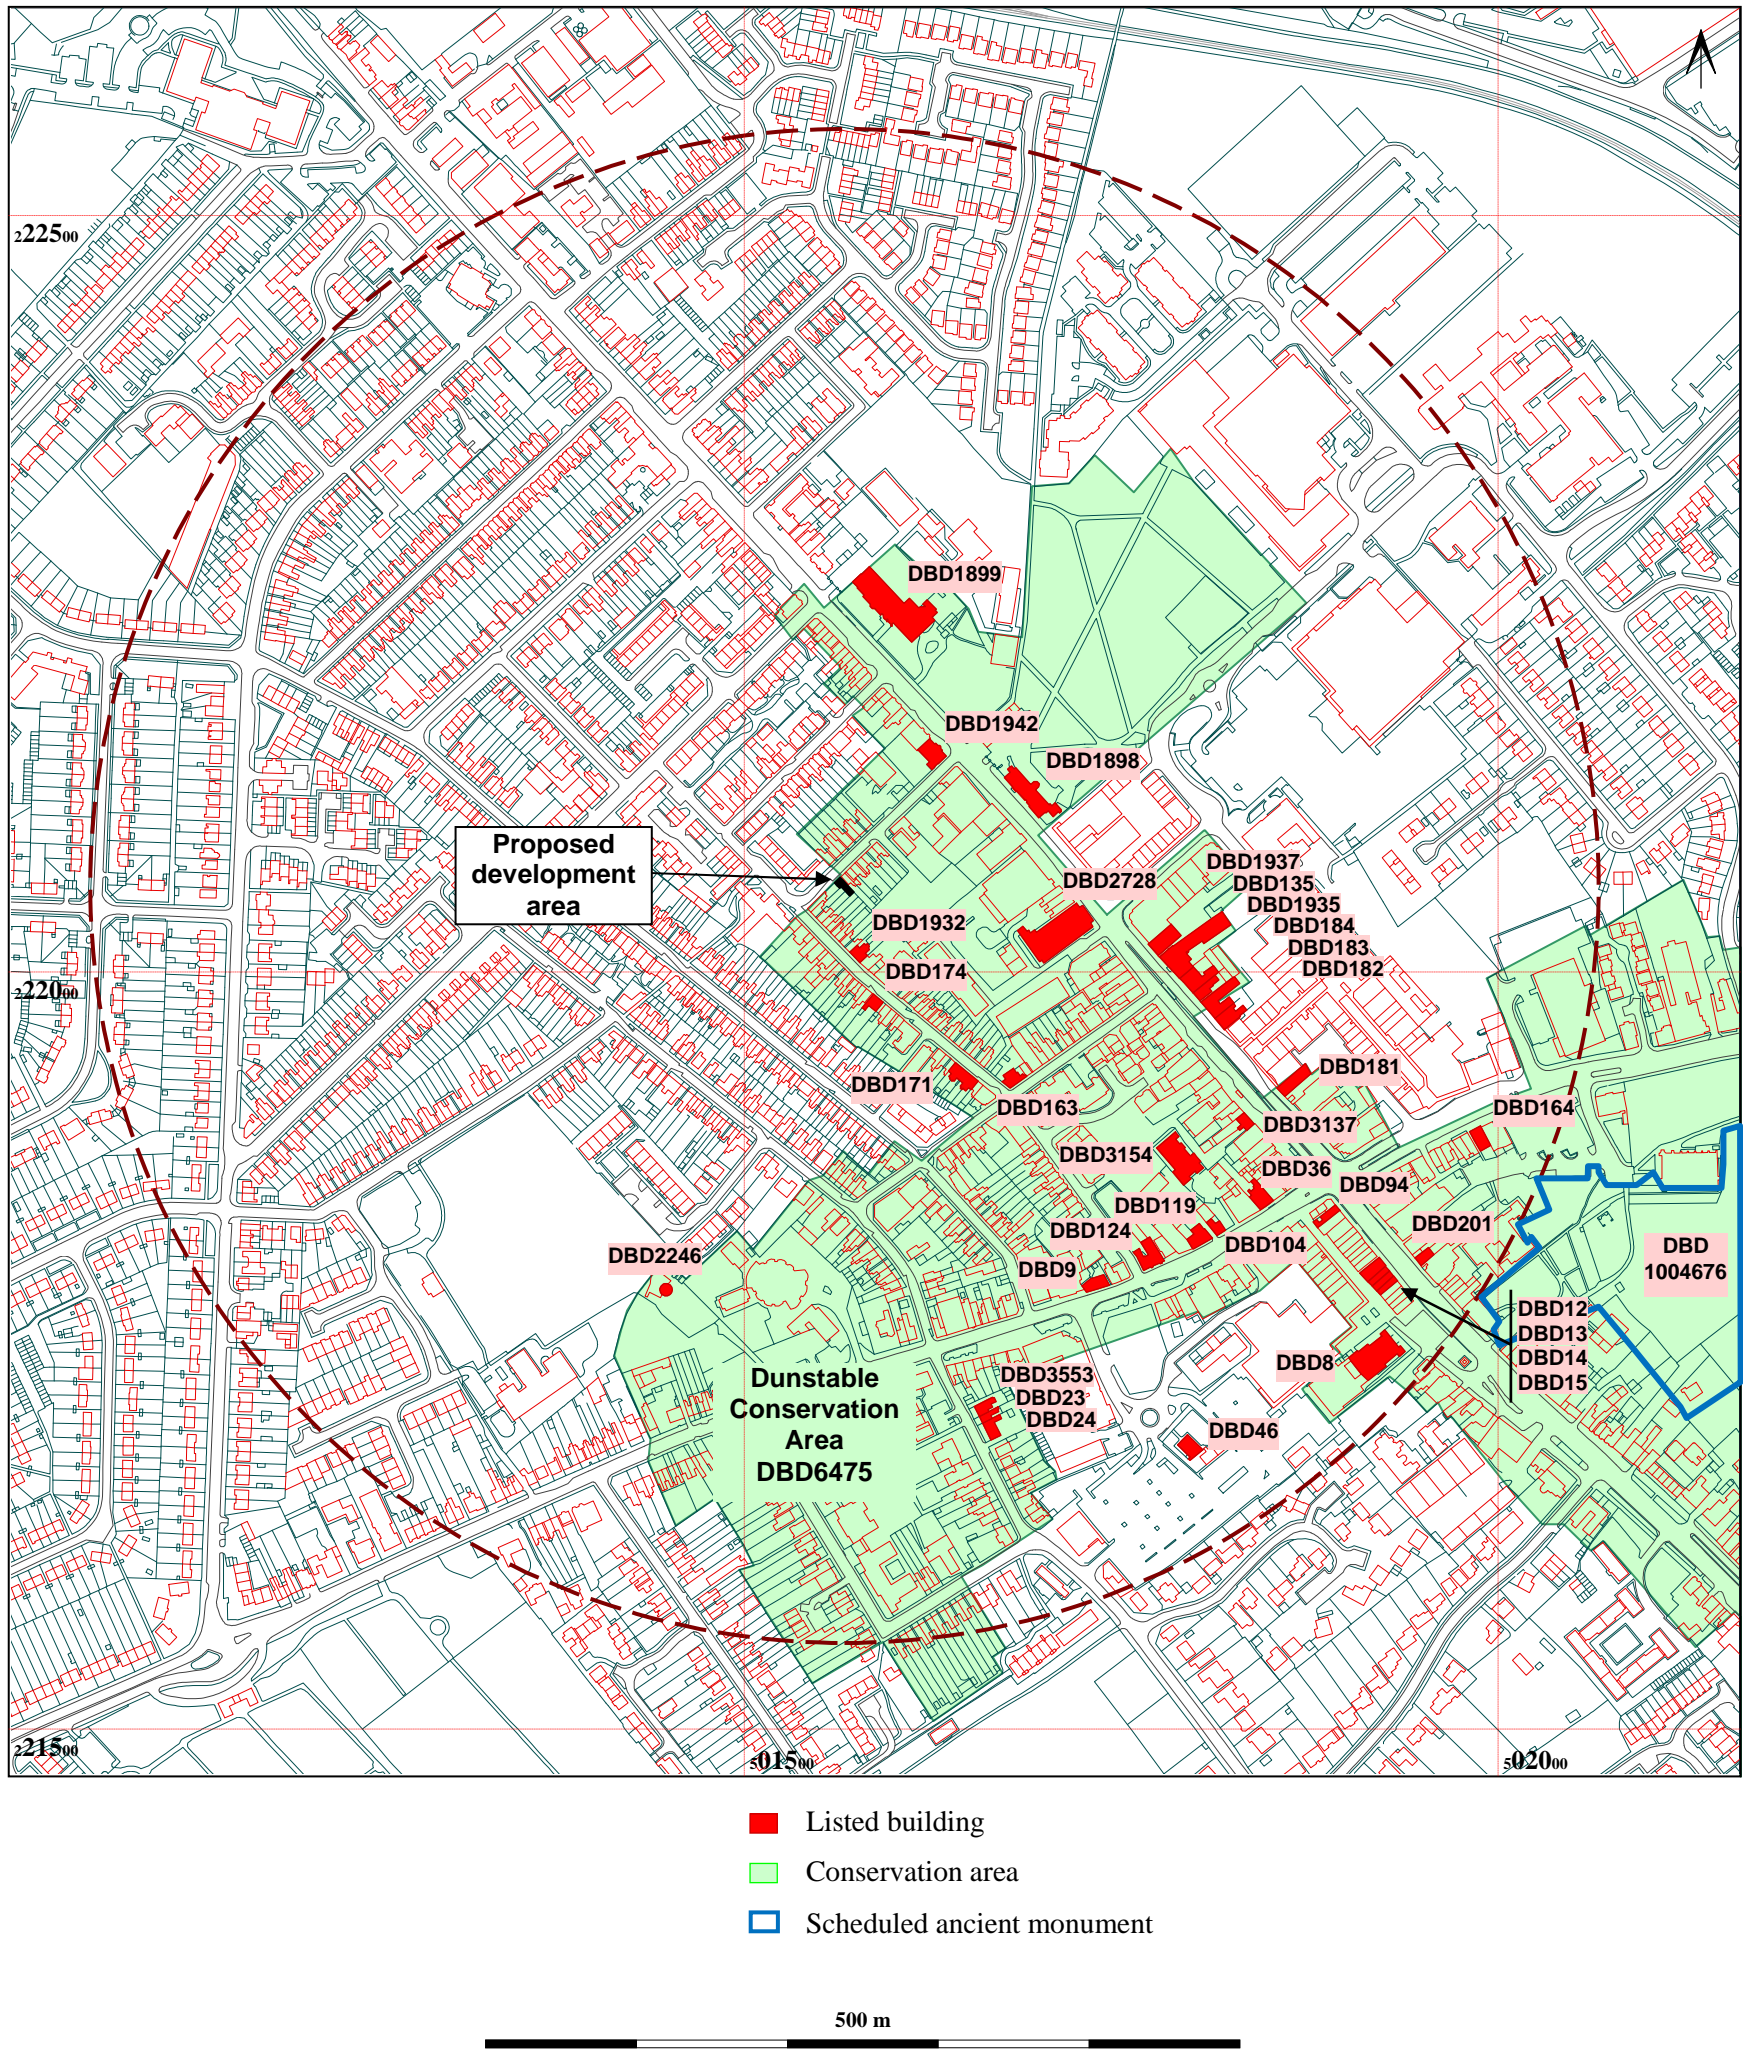 22500
DBD1899
DBD1942
DBD1898
Proposed
development
area
DBD2728
DBD1937
DBD135
DBD1935
DBD184
DBD183
DBD182
DBD1932
DBD174
22000
DBD171
DBD163
DBD181
DBD164
DBD3137
DBD3154
DBD36
DBD94
DBD119
DBD124
DBD201
DBD104
DBD9
DBD2246
DBD
1004676
DBD12
DBD13
DBD14
DBD15
DBD8
DBD3553
DBD23
DBD24
DBD46
Dunstable
Conservation
Area
DBD6475
221500
501500
502000
Listed building
Conservation area
Scheduled ancient monument
500 m